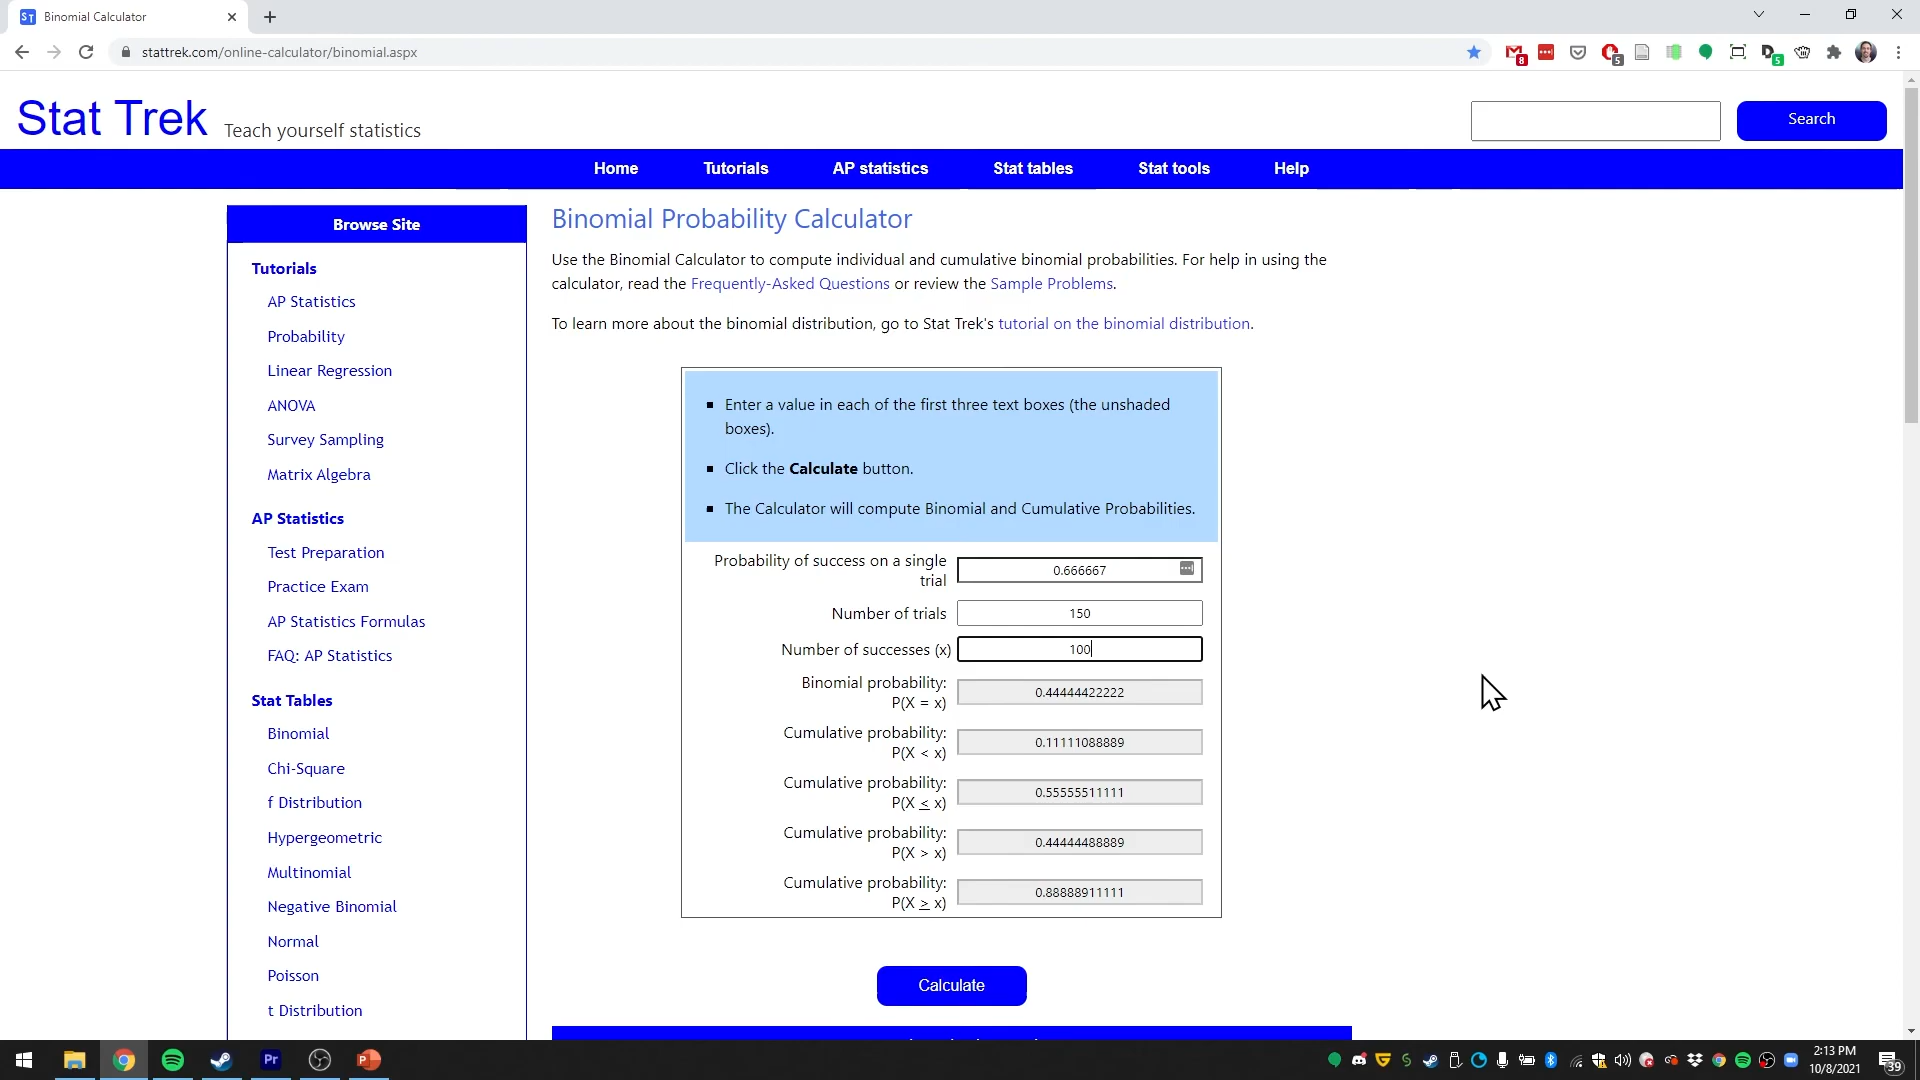 Binomial Calculator
stattrek.com/online-calculator/binomial.aspx
8
5
5
Stat Trek Teach yourself statistics
Search
Home Tutorials AP statistics Stat tables Stat tools Help
Browse Site
Tutorials
AP Statistics
Probability
Linear Regression
ANOVA
Survey Sampling
Matrix Algebra
AP Statistics
Test Preparation
Practice Exam
AP Statistics Formulas
FAQ: AP Statistics
Stat Tables
Binomial
Chi-Square
f Distribution
Hypergeometric
Multinomial
Negative Binomial
Normal
Poisson
t Distribution
Binomial Probability Calculator
Use the Binomial Calculator to compute individual and cumulative binomial probabilities. For help in using the
calculator, read the Frequently-Asked Questions or review the Sample Problems.
To learn more about the binomial distribution, go to Stat Trek's tutorial on the binomial distribution.
Enter a value in each of the first three text boxes (the unshaded
boxes).
Click the Calculate button.
The Calculator will compute Binomial and Cumulative Probabilities.
Probability of success on a single
trial
0.666667
Number of trials 150
Number of successes (x) 100
Binomial probability:
P(X = x)
0.44444422222
Cumulative probability:
P(X < x)
0.11111088889
Cumulative probability:
P(X ≤ x)
0.55555511111
Cumulative probability:
P(X > x)
0.44444488889
Cumulative probability:
P(X ≥ x)
0.88888911111
Calculate
Pr
2:13 PM
10/8/2021
39